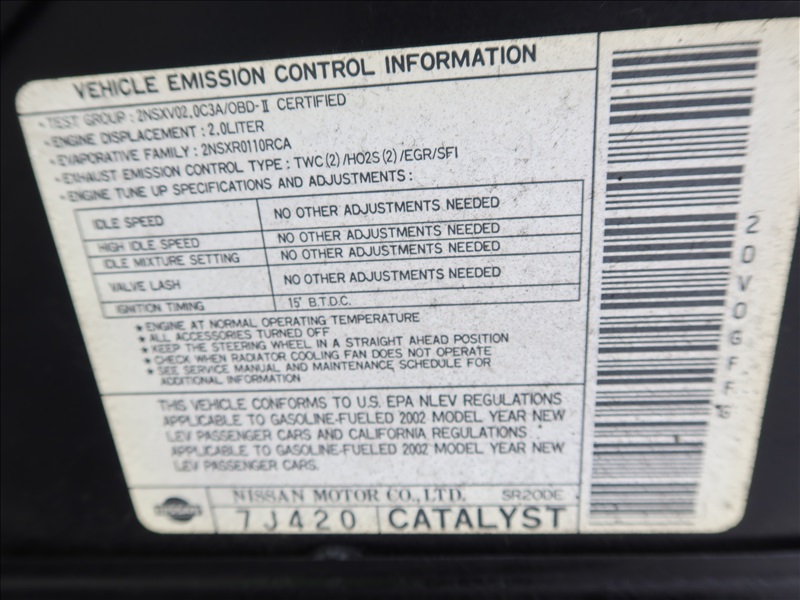 VEHICLE EMISSION CONTROL INFORMATION
• TEST GROUP : 2NSXV02.0C3A/OBD-II CERTIFIED
• ENGINE DISPLACEMENT : 2.0LITER
• EVAPORATIVE FAMILY : 2NSXR0110RCA
• EXHAUST EMISSION CONTROL TYPE : TWC(2)/HO2S(2)/EGR/SFI
• ENGINE TUNE UP SPECIFICATIONS AND ADJUSTMENTS :
IDLE SPEED NO OTHER ADJUSTMENTS NEEDED
HIGH IDLE SPEED NO OTHER ADJUSTMENTS NEEDED
IDLE MIXTURE SETTING NO OTHER ADJUSTMENTS NEEDED
VALVE LASH NO OTHER ADJUSTMENTS NEEDED
IGNITION TIMING 15° B.T.D.C.
★ ENGINE AT NORMAL OPERATING TEMPERATURE
★ ALL ACCESSORIES TURNED OFF
★ KEEP THE STEERING WHEEL IN A STRAIGHT AHEAD POSITION
★ CHECK WHEN RADIATOR COOLING FAN DOES NOT OPERATE
★ SEE SERVICE MANUAL AND MAINTENANCE SCHEDULE FOR
ADDITIONAL INFORMATION
THIS VEHICLE CONFORMS TO U.S. EPA NLEV REGULATIONS
APPLICABLE TO GASOLINE-FUELED 2002 MODEL YEAR NEW
LEV PASSENGER CARS AND CALIFORNIA REGULATIONS
APPLICABLE TO GASOLINE-FUELED 2002 MODEL YEAR NEW
LEV PASSENGER CARS.
NISSAN NISSAN MOTOR CO., LTD. SR20DE
7J420 CATALYST
2DV0GFF